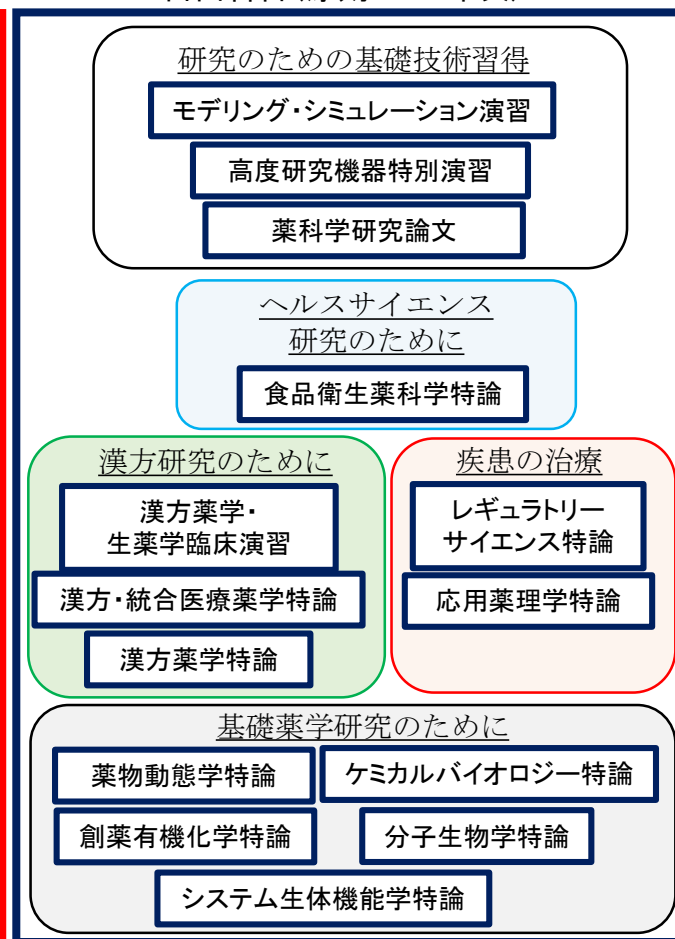 研究のための基礎技術習得
モデリング・シミュレーション演習
高度研究機器特別演習
薬科学研究論文
ヘルスサイエンス
研究のために
食品衛生薬科学特論
漢方研究のために
漢方薬学・
生薬学臨床演習
漢方・統合医療薬学特論
漢方薬学特論
疾患の治療
レギュラトリー
サイエンス特論
応用薬理学特論
基礎薬学研究のために
薬物動態学特論
ケミカルバイオロジー特論
創薬有機化学特論
分子生物学特論
システム生体機能学特論